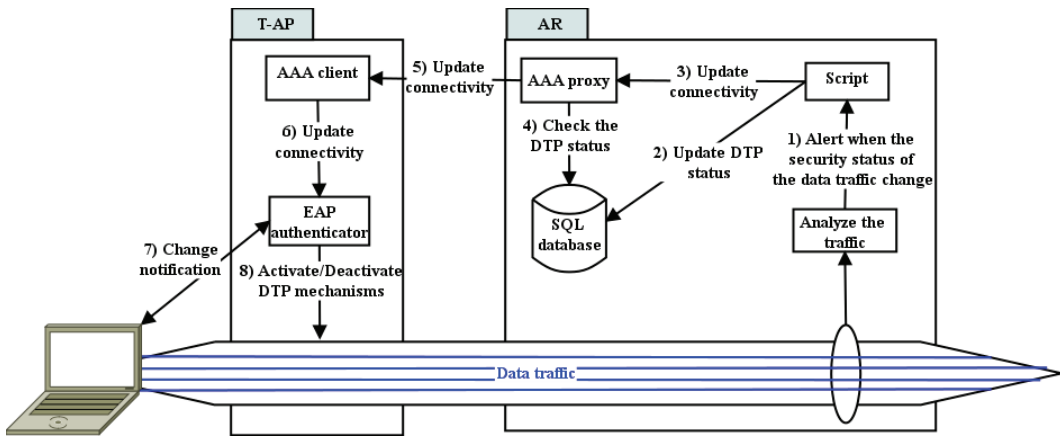 T-AP
AR
AAA client
5) Update
connectivity
AAA proxy
3) Update
connectivity
Script
6) Update
connectivity
4) Check the
DTP status
2) Update DTP
status
1) Alert when the
security status of
the data traffic change
EAP
authenticator
SQL
database
Analyze the
traffic
7) Change
notification
8) Activate/Deactivate
DTP mechanisms
Data traffic